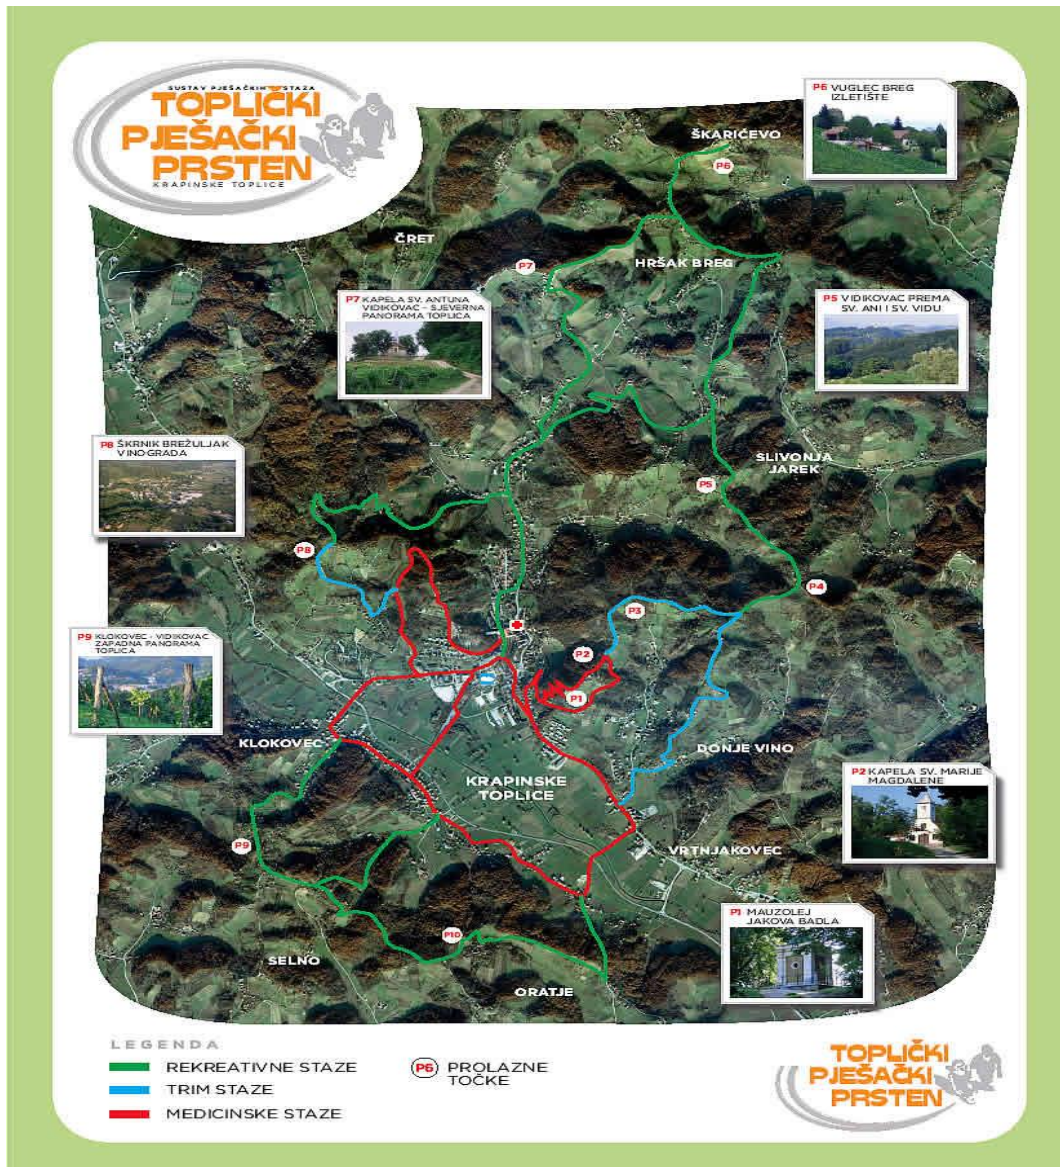 SUSTAV PJEŠAČKIH STAZA
TOPLIČKI
PJEŠAČKI
PRSTEN
KRAPINSKE TOPLICE
P6 VUGLEC BREG
IZLETIŠTE
ŠKARIĆEVO
P6
ČRET
HRŠAK BREG
P7
P7 KAPELA SV. ANTUNA
VIDIKOVAC - SJEVERNA
PANORAMA TOPLICA
P5 VIDIKOVAC PREMA
SV. ANI I SV. VIDU
P8 ŠKRNIK BREŽULJAK
VINOGRADA
SLIVONJA
JAREK
P5
P8
P4
P3
P9 KLOKOVEC - VIDIKOVAC
ZAPADNA PANORAMA
TOPLICA
P2
P1
KLOKOVEC
DONJE VINO
KRAPINSKE
TOPLICE
P2 KAPELA SV. MARIJE
MAGDALENE
P9
VRTNJAKOVEC
P1 MAUZOLEJ
JAKOVA BADLA
P10
SELNO
ORATJE
LEGENDA
REKREATIVNE STAZE
TRIM STAZE
MEDICINSKE STAZE
P6 PROLAZNE
TOČKE
TOPLIČKI
PJEŠAČKI
PRSTEN